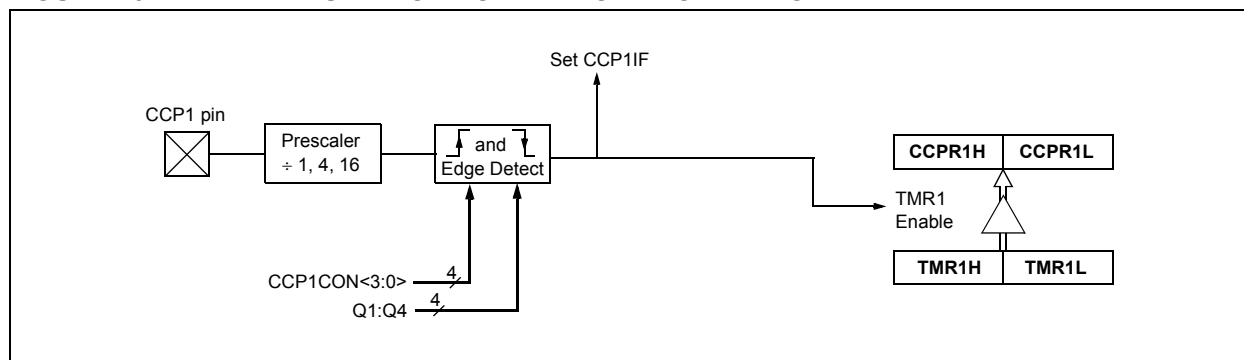 Set CCP1IF
CCP1 pin
Prescaler
÷ 1, 4, 16
and
Edge Detect
CCPR1H CCPR1L
TMR1
Enable
TMR1H TMR1L
CCP1CON<3:0> 4
Q1:Q4 4